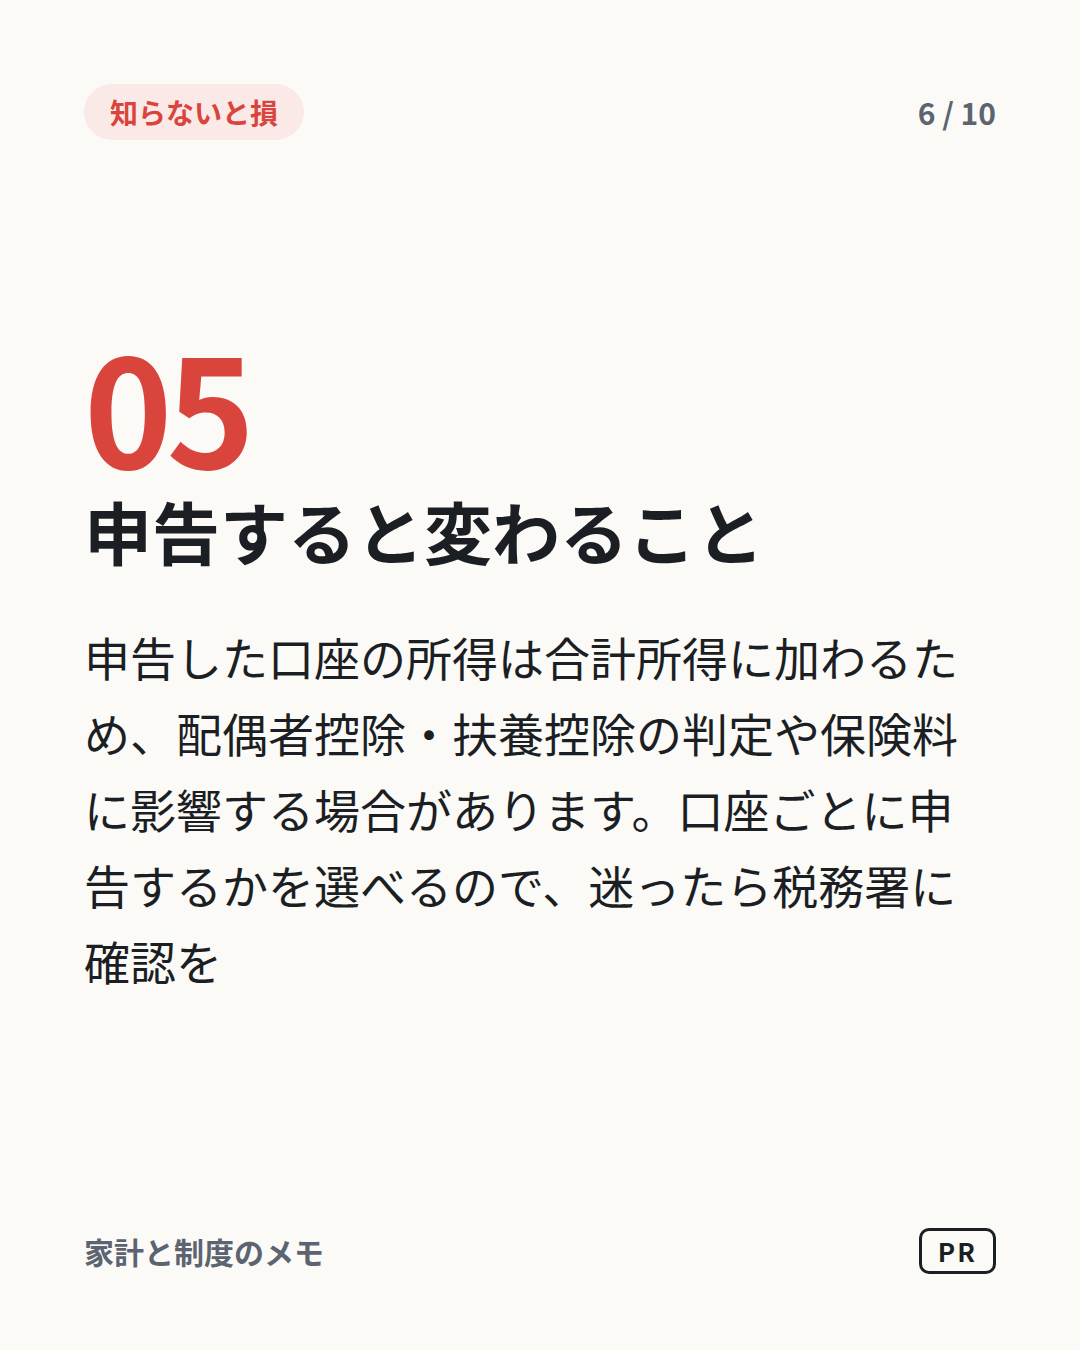 知らないと損
6 / 10
05
申告すると変わること
申告した口座の所得は合計所得に加わるた
め、配偶者控除・扶養控除の判定や保険料
に影響する場合があります。口座ごとに申
告するかを選べるので、迷ったら税務署に
確認を
家計と制度のメモ
PR